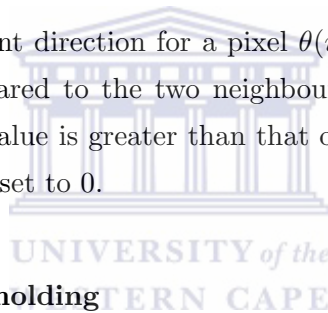 nt direction for a pixel θ(
ared to the two neighbou
alue is greater than that o
set to 0.
UNIVERSITY of the
holding
WESTERN CAPE